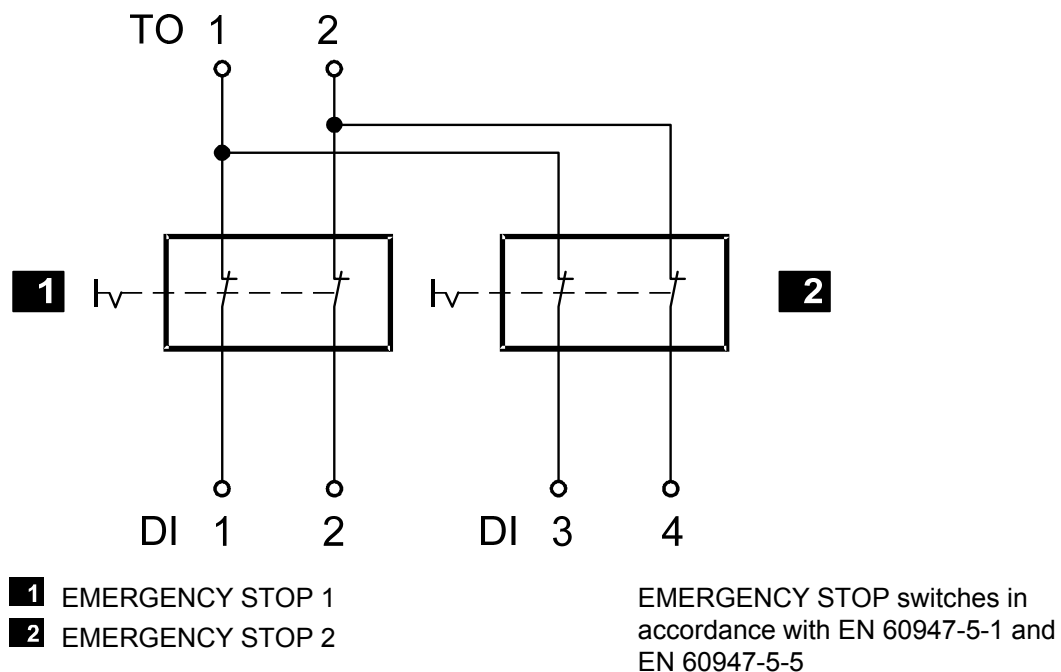 TO 1 2
1 2
DI 1 2 DI 3 4
1 EMERGENCY STOP 1
2 EMERGENCY STOP 2
EMERGENCY STOP switches in
accordance with EN 60947-5-1 and
EN 60947-5-5